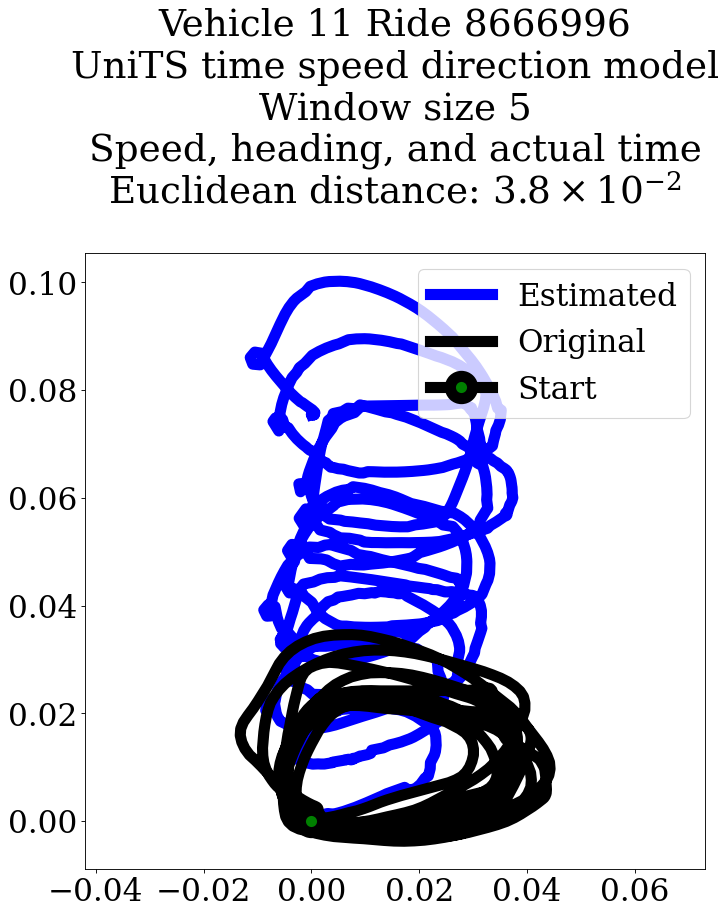 Vehicle 11 Ride 8666996
UniTS time speed direction model
Window size 5
Speed, heading, and actual time
Euclidean distance: 3.8 × 10⁻²
Estimated
Original
Start
0.10
0.08
0.06
0.04
0.02
0.00
−0.04 −0.02 0.00 0.02 0.04 0.06